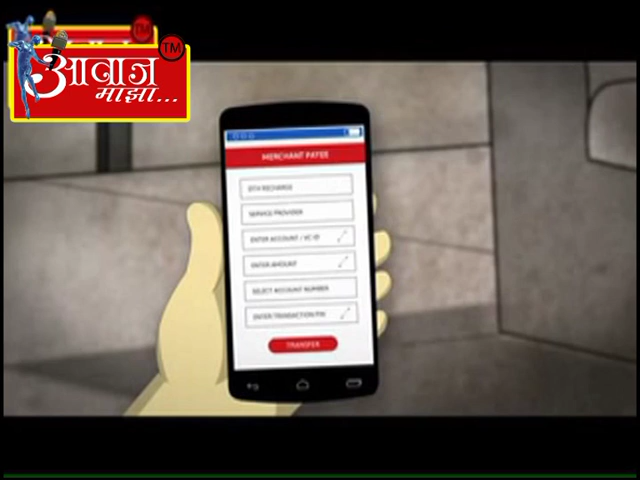 TM
TM
आवाज
माझा...
MERCHANT PAYEE
DTH RECHARGE
SERVICE PROVIDER
ENTER ACCOUNT / VC ID
ENTER AMOUNT
SELECT ACCOUNT NUMBER
ENTER TRANSACTION PIN
TRANSFER